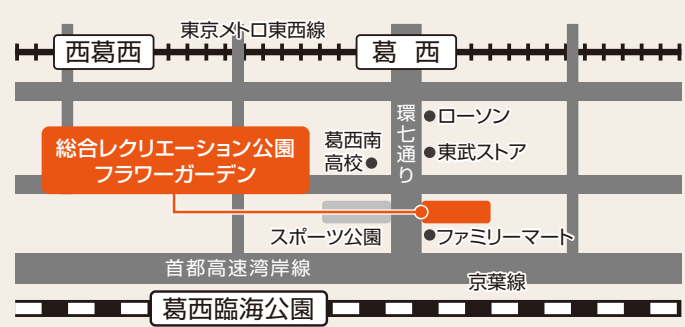 東京メトロ東西線
西葛西
葛西
環七通り
ローソン
東武ストア
葛西南
高校
総合レクリエーション公園
フラワーガーデン
スポーツ公園
ファミリーマート
首都高速湾岸線
京葉線
葛西臨海公園